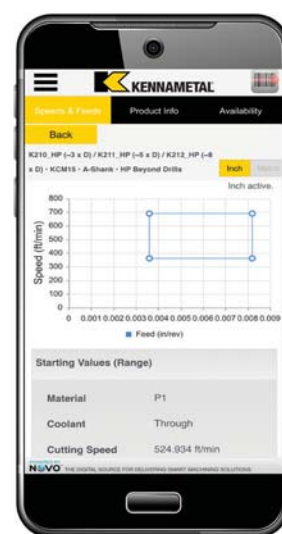 KENNAMETAL
Speeds & Feeds Product Info Availability
Back
K210_HP (~3 x D) / K211_HP (~5 x D) / K212_HP (~8
x D) - KCM15 - A-Shank - HP Beyond Drills Inch Metric
Inch active.
800
700
600
500
400
300
200
100
0
Speed (ft/min)
0 0.001 0.002 0.003 0.004 0.005 0.006 0.007 0.008 0.009
Feed (in/rev)
Starting Values (Range)
Material P1
Coolant Through
Cutting Speed 524.934 ft/min
NOVO THE DIGITAL SOURCE FOR DELIVERING SMART MACHINING SOLUTIONS